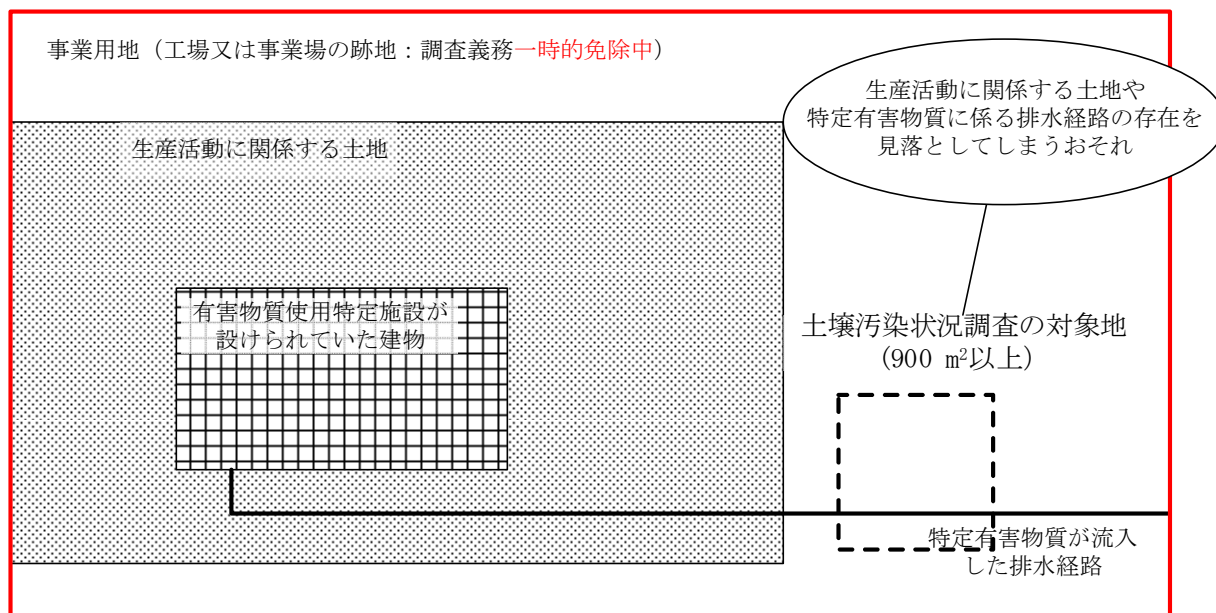 事業用地（工場又は事業場の跡地：調査義務一時的免除中）
生産活動に関係する土地や
特定有害物質に係る排水経路の存在を
見落としてしまうおそれ
生産活動に関係する土地
有害物質使用特定施設が
設けられていた建物
土壌汚染状況調査の対象地
(900 m²以上)
特定有害物質が流入
した排水経路